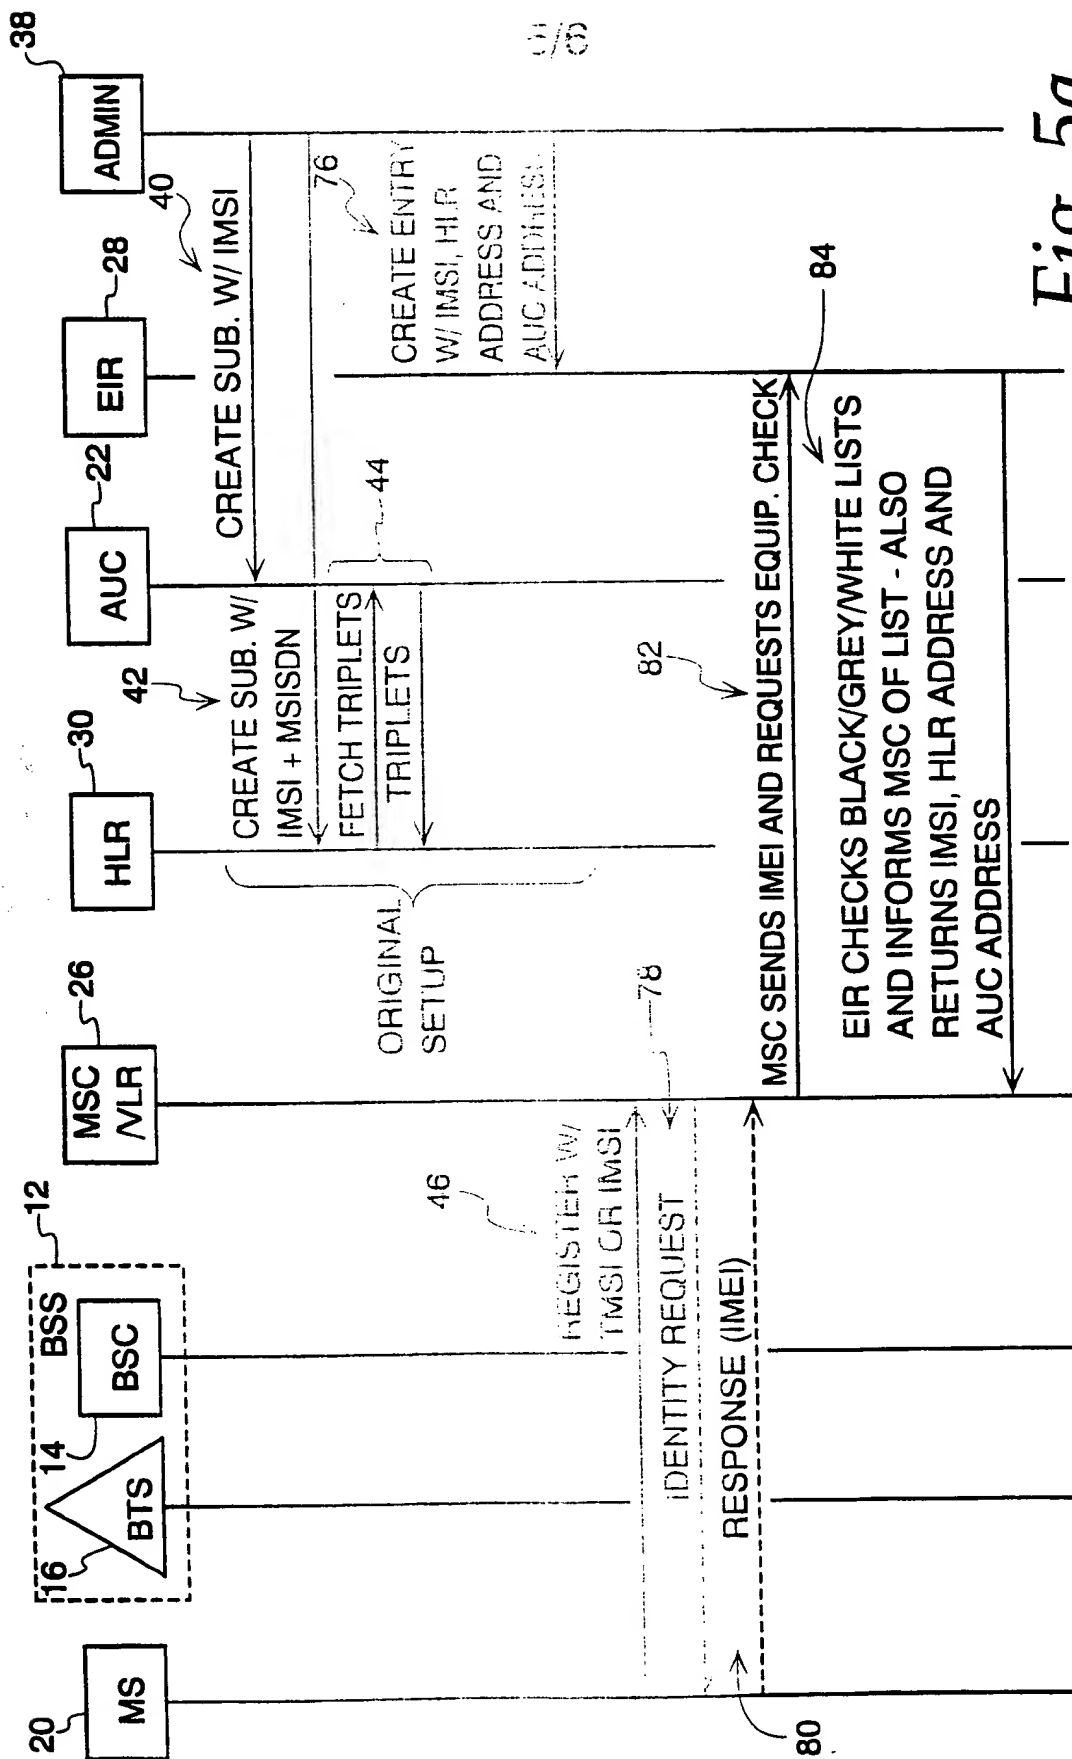 5/6
20
MS
16
BTS
14
BSC
BSS
12
MSC
/VLR
26
HLR
30
AUC
22
EIR
28
ADMIN
38
CREATE SUB. W/ IMSI
40
42
CREATE SUB. W/
IMSI + MSISDN
FETCH TRIPLETS
TRIPLETS
44
ORIGINAL
SETUP
76
CREATE ENTRY
W/ IMSI, HLR
ADDRESS AND
AUC ADDRESS
46
REGISTER W/
TMSI OR IMSI
IDENTITY REQUEST
78
RESPONSE (IMEI)
80
82
MSC SENDS IMEI AND REQUESTS EQUIP. CHECK
84
EIR CHECKS BLACK/GREY/WHITE LISTS
AND INFORMS MSC OF LIST - ALSO
RETURNS IMSI, HLR ADDRESS AND
AUC ADDRESS
Fig. 5a